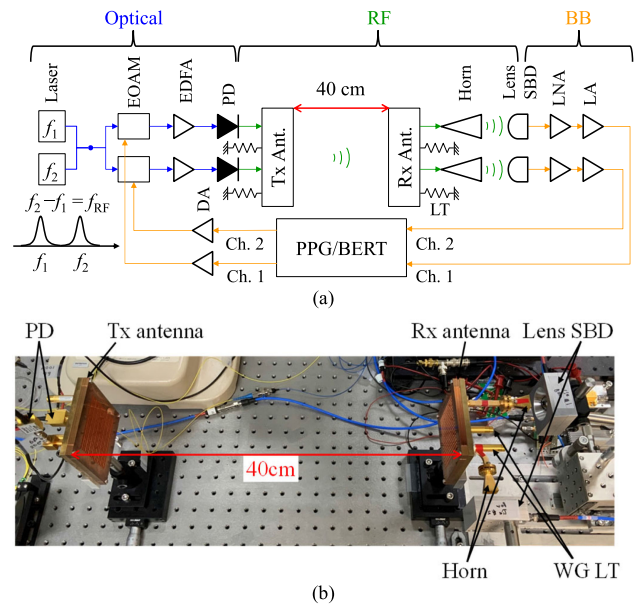 Optical
RF
BB
Laser
EOAM
EDFA
PD
40 cm
Horn
Lens
SBD
LNA
LA
f1
f2
Tx Ant.
Rx Ant.
LT
f2−f1 = fRF
DA
Ch. 2
Ch. 1
PPG/BERT
Ch. 2
Ch. 1
f1
f2
(a)
PD
Tx antenna
Rx antenna
Lens SBD
40cm
Horn
WG LT
(b)